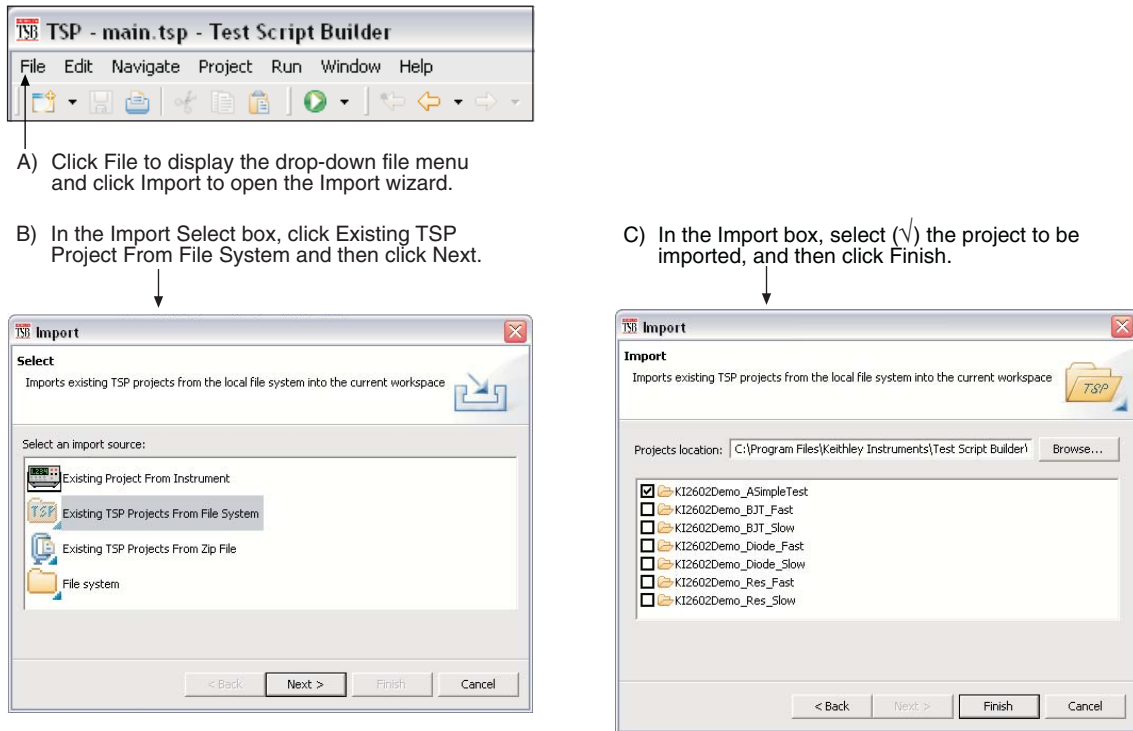 TSB TSP - main.tsp - Test Script Builder
File Edit Navigate Project Run Window Help
A) Click File to display the drop-down file menu
and click Import to open the Import wizard.
B) In the Import Select box, click Existing TSP
Project From File System and then click Next.
TSB Import
Select
Imports existing TSP projects from the local file system into the current workspace
Select an import source:
Existing Project From Instrument
TSP Existing TSP Projects From File System
Existing TSP Projects From Zip File
File system
< Back Next > Finish Cancel
C) In the Import box, select (√) the project to be
imported, and then click Finish.
TSB Import
Import
Imports existing TSP projects from the local file system into the current workspace
TSP
Projects location: C:\Program Files\Keithley Instruments\Test Script Builder\ Browse...
KI2602Demo_ASimpleTest
KI2602Demo_BJT_Fast
KI2602Demo_BJT_Slow
KI2602Demo_Diode_Fast
KI2602Demo_Diode_Slow
KI2602Demo_Res_Fast
KI2602Demo_Res_Slow
< Back Next > Finish Cancel